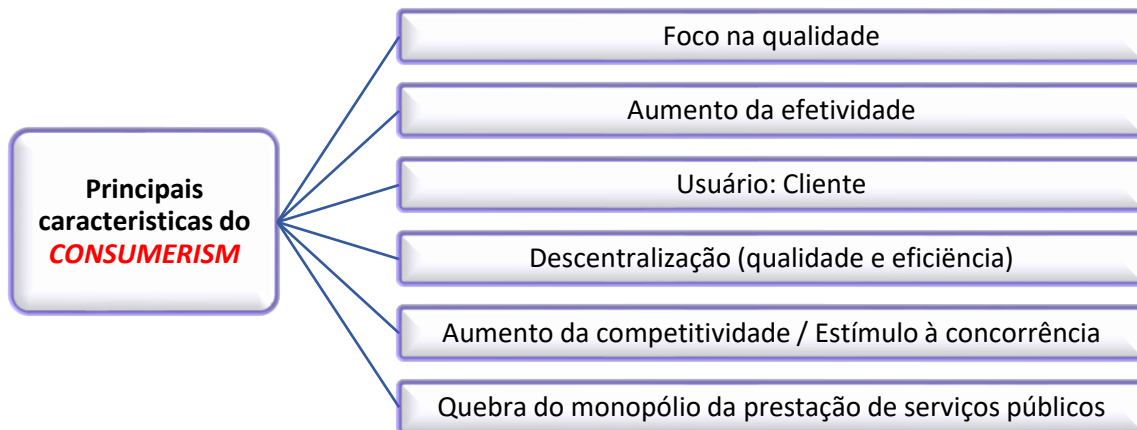 Principais
caracteristicas do
CONSUMERISM
Foco na qualidade
Aumento da efetividade
Usuário: Cliente
Descentralização (qualidade e eficiëncia)
Aumento da competitividade / Estímulo à concorrência
Quebra do monopólio da prestação de serviços públicos